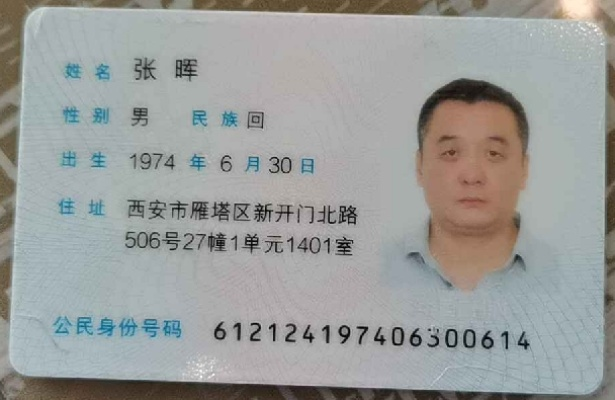 姓名 张晖
性别 男 民族 回
出生 1974 年 6 月 30 日
住址 西安市雁塔区新开门北路
506号27幢1单元1401室
公民身份号码 612124197406300614